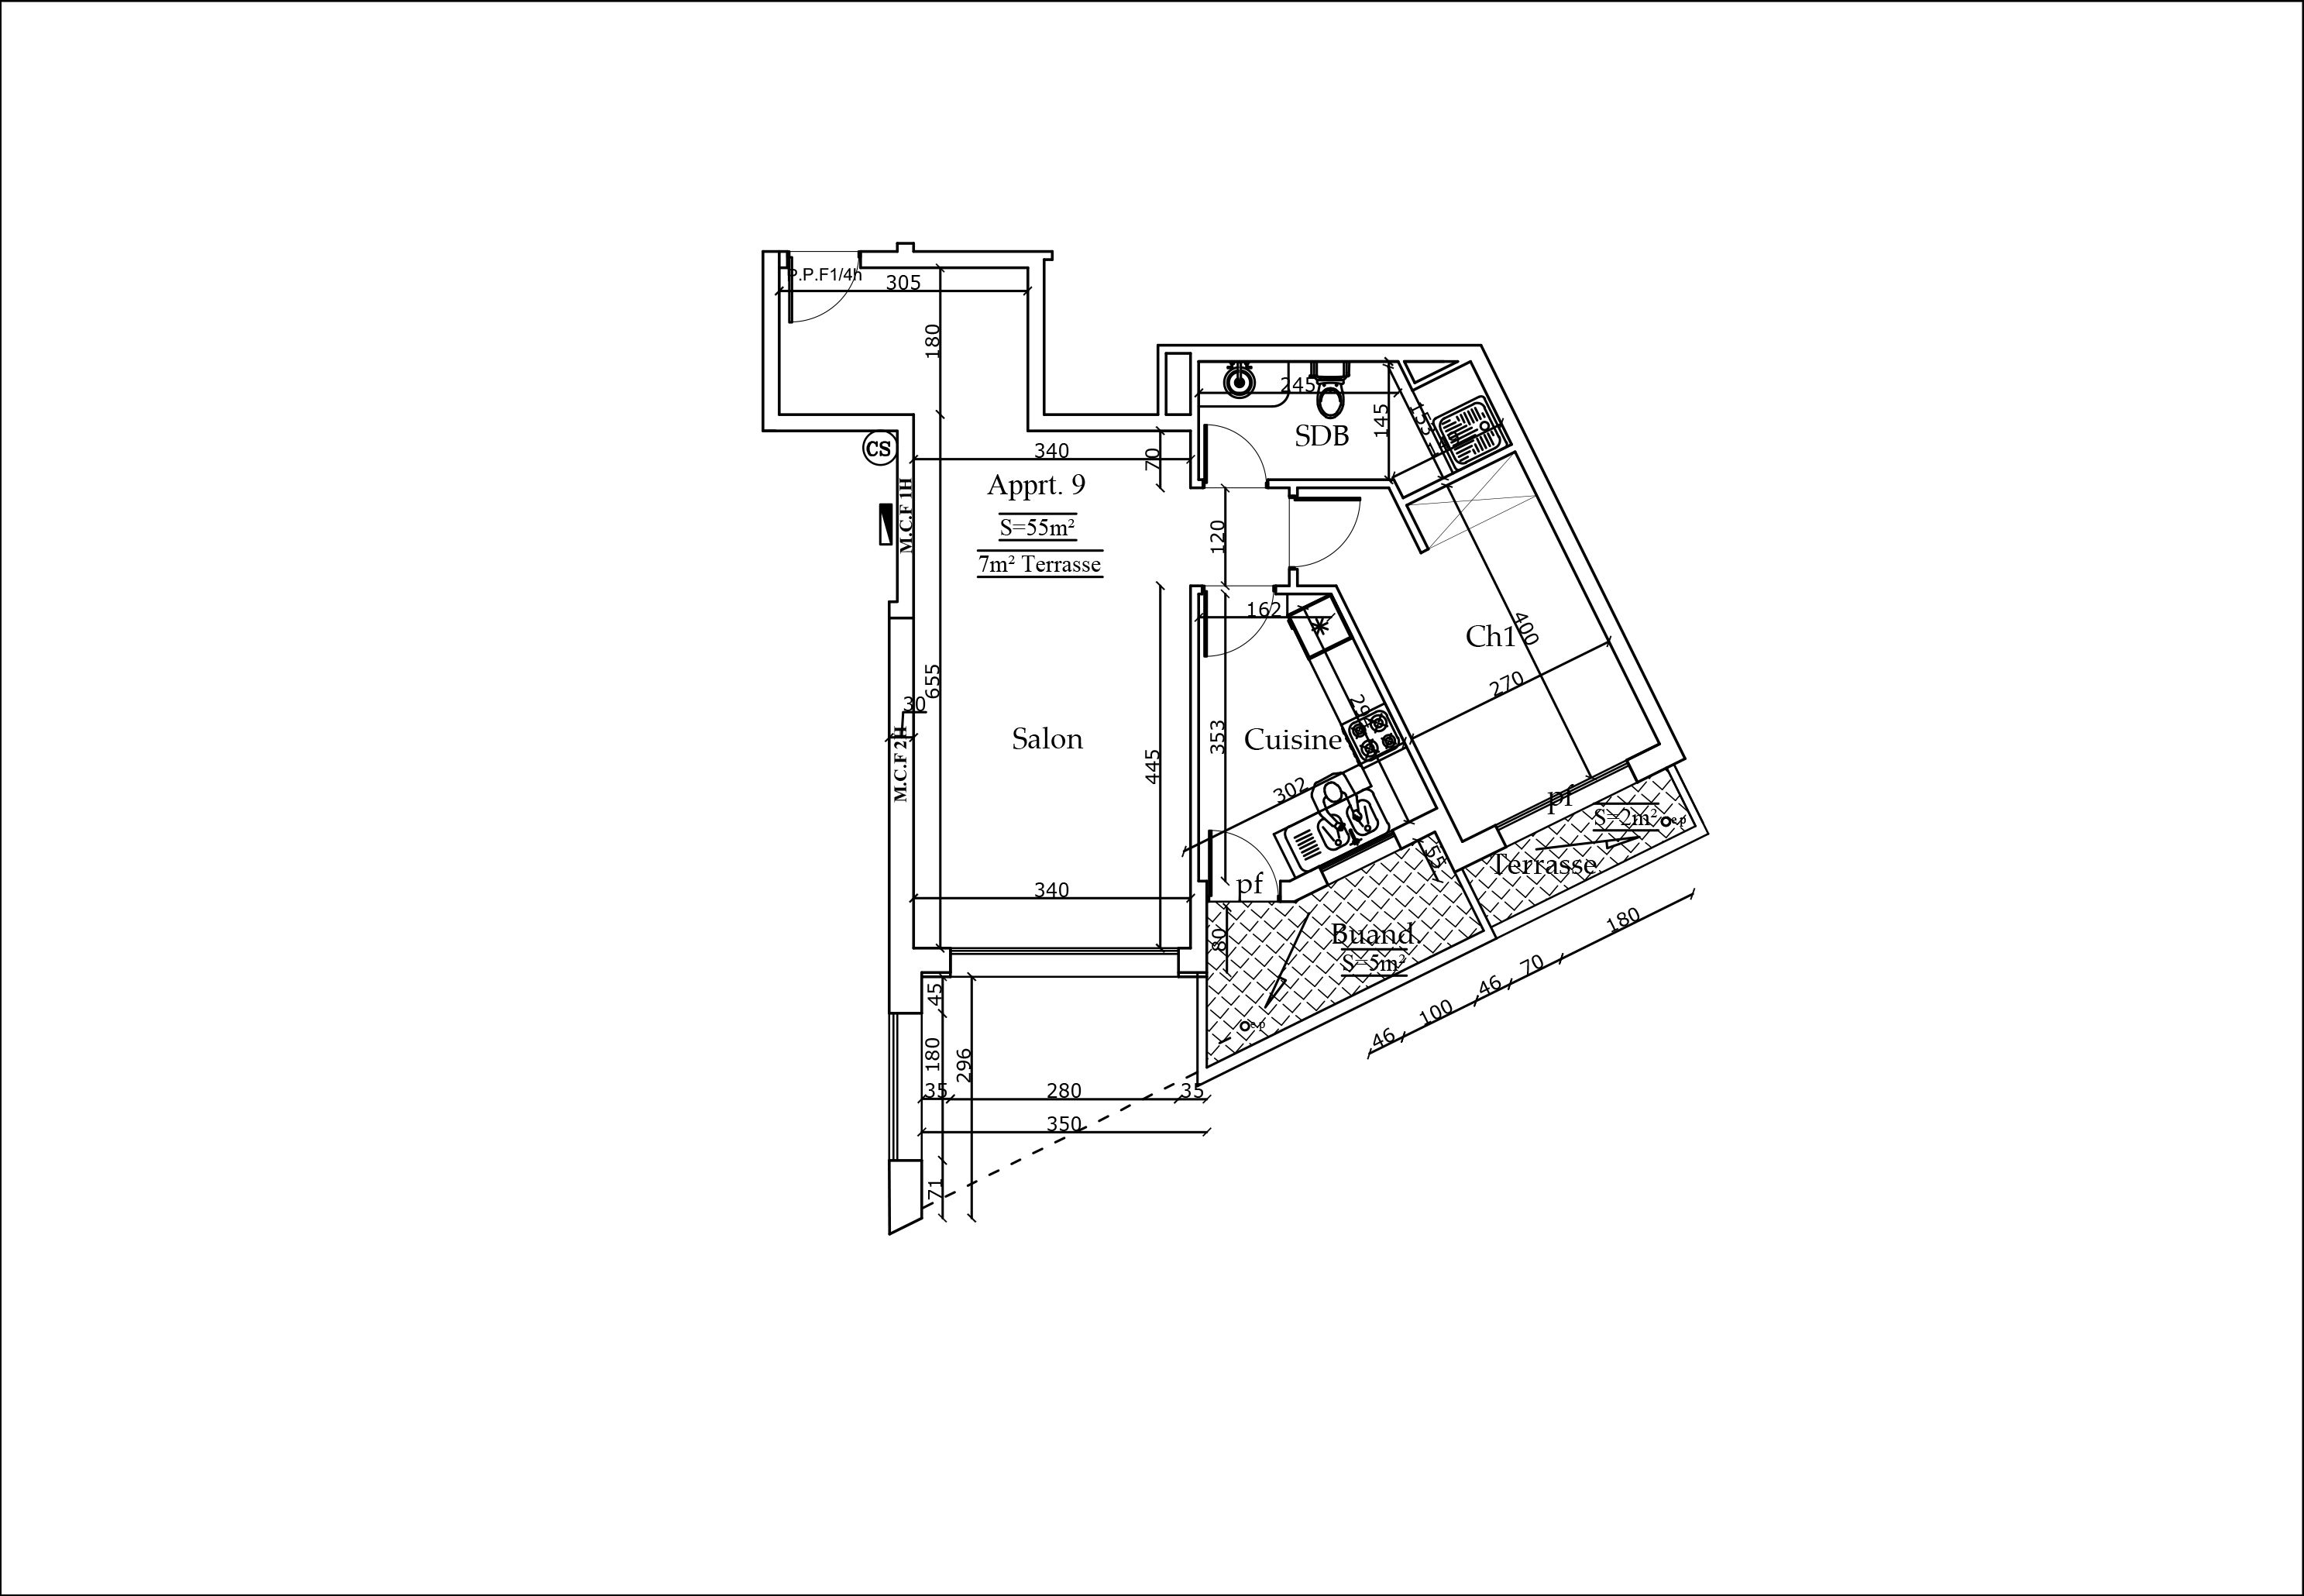 P.P.F1/4h
305
180
245
SDB
145
CS
340
70
M.C.F 1H
Apprt. 9
S=55m²
7m² Terrasse
120
162
Ch1
400
270
655
30
M.C.F 2H
Salon
445
353
Cuisine
302
pf
S=2m²
e.p
Terrasse
55
340
pf
80
Buand.
S=5m²
e.p
180
70
46
100
46
45
180
296
35
280
35
350
71